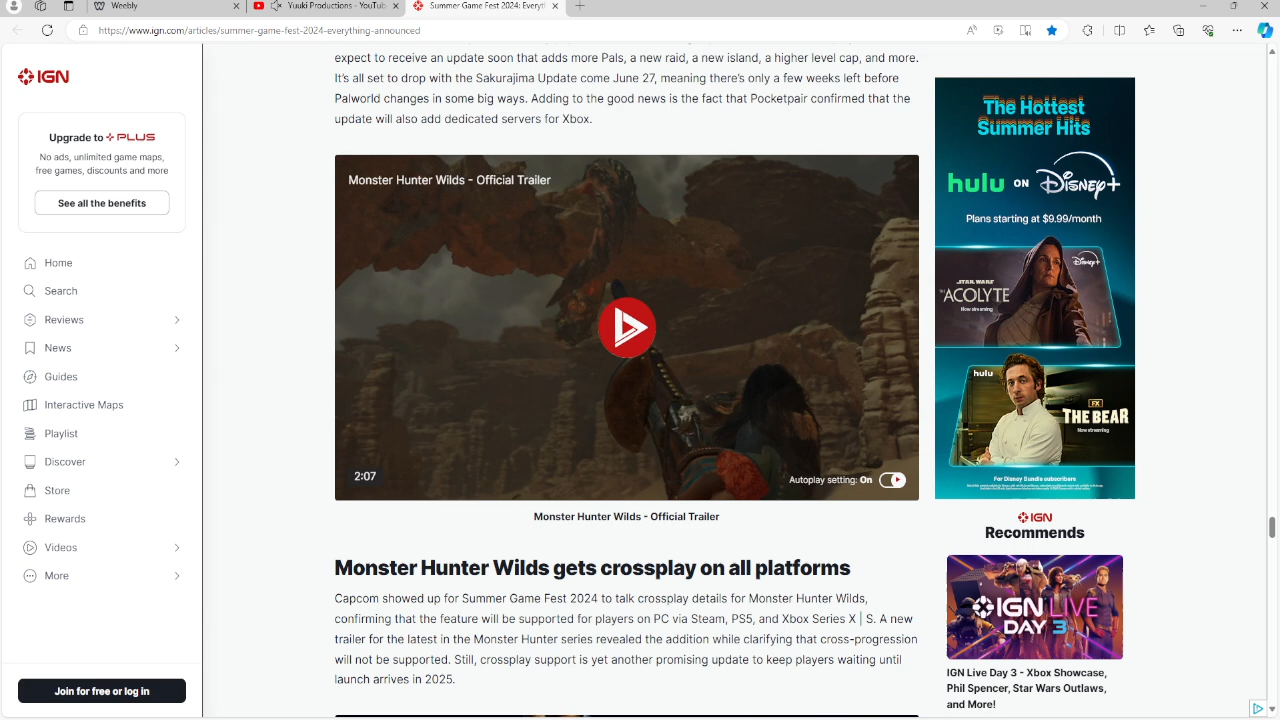 Weebly
Yuuki Productions - YouTub
Summer Game Fest 2024: Everyt
https://www.ign.com/articles/summer-game-fest-2024-everything-announced
IGN
Upgrade to PLUS
No ads, unlimited game maps,
free games, discounts and more
See all the benefits
Home
Search
Reviews
News
Guides
Interactive Maps
Playlist
Discover
Store
Rewards
Videos
More
Join for free or log in
expect to receive an update soon that adds more Pals, a new raid, a new island, a higher level cap, and more.
It's all set to drop with the Sakurajima Update come June 27, meaning there's only a few weeks left before
Palworld changes in some big ways. Adding to the good news is the fact that Pocketpair confirmed that the
update will also add dedicated servers for Xbox.
Monster Hunter Wilds - Official Trailer
2:07
Autoplay setting: On
Monster Hunter Wilds - Official Trailer
Monster Hunter Wilds gets crossplay on all platforms
Capcom showed up for Summer Game Fest 2024 to talk crossplay details for Monster Hunter Wilds,
confirming that the feature will be supported for players on PC via Steam, PS5, and Xbox Series X | S. A new
trailer for the latest in the Monster Hunter series revealed the addition while clarifying that cross-progression
will not be supported. Still, crossplay support is yet another promising update to keep players waiting until
launch arrives in 2025.
The Hottest
Summer Hits
hulu ON Disney+
Plans starting at $9.99/month
Disney+
STAR WARS
THE ACOLYTE
Now streaming
hulu
FX
THE BEAR
Now streaming
For Disney Bundle subscribers
IGN
Recommends
IGN LIVE
DAY 3
IGN Live Day 3 - Xbox Showcase,
Phil Spencer, Star Wars Outlaws,
and More!